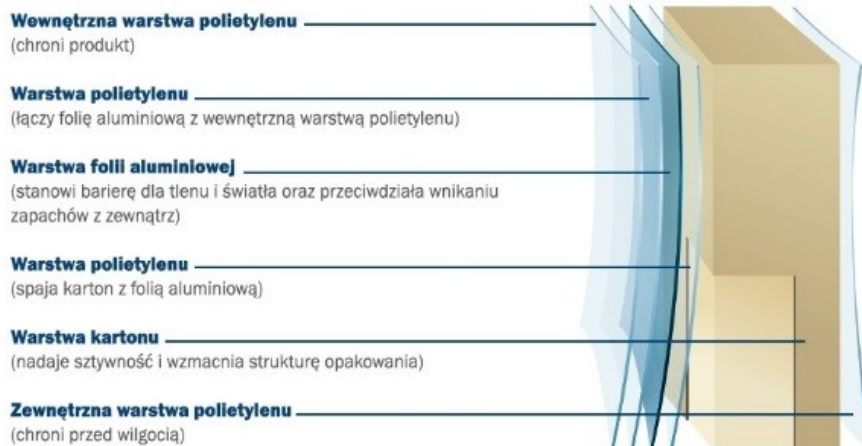 Wewnętrzna warstwa polietylenu
(chroni produkt)
Warstwa polietylenu
(łączy folię aluminiową z wewnętrzną warstwą polietylenu)
Warstwa folii aluminiowej
(stanowi barierę dla tlenu i światła oraz przeciwdziała wnikaniu
zapachów z zewnątrz)
Warstwa polietylenu
(spaja karton z folią aluminiową)
Warstwa kartonu
(nadaje sztywność i wzmacnia strukturę opakowania)
Zewnętrzna warstwa polietylenu
(chroni przed wilgocią)